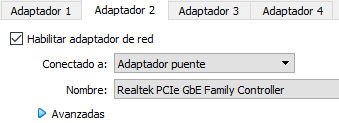 Adaptador 1 Adaptador 2 Adaptador 3 Adaptador 4
Habilitar adaptador de red
Conectado a: Adaptador puente
Nombre: Realtek PCIe GbE Family Controller
Avanzadas